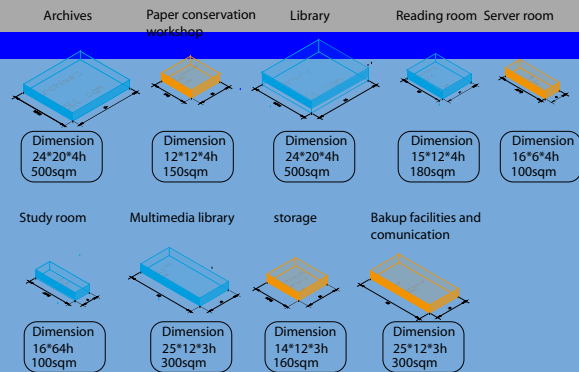 Archives
Paper conservation
workshop
Library
Reading room
Server room
Dimension
24*20*4h
500sqm
Dimension
12*12*4h
150sqm
Dimension
24*20*4h
500sqm
Dimension
15*12*4h
180sqm
Dimension
16*6*4h
100sqm
Study room
Multimedia library
storage
Bakup facilities and
comunication
Dimension
16*64h
100sqm
Dimension
25*12*3h
300sqm
Dimension
14*12*3h
160sqm
Dimension
25*12*3h
300sqm